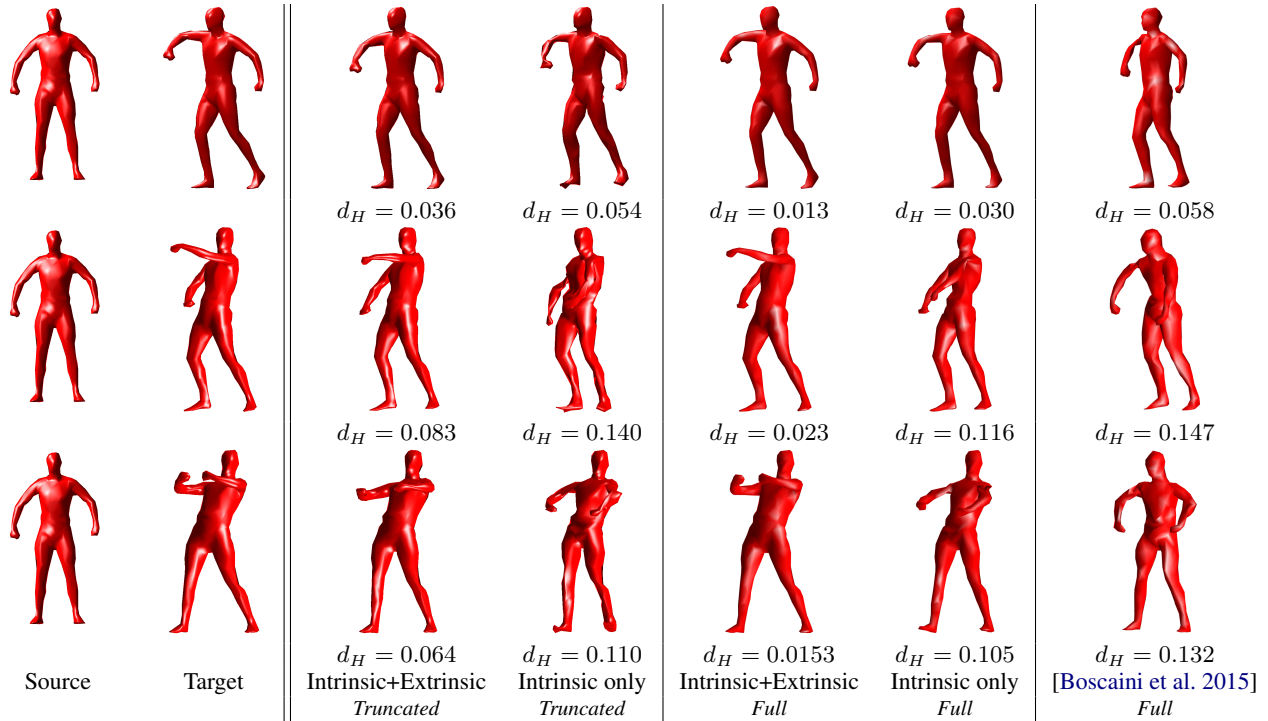 d_H = 0.036 d_H = 0.054 d_H = 0.013 d_H = 0.030 d_H = 0.058
d_H = 0.083 d_H = 0.140 d_H = 0.023 d_H = 0.116 d_H = 0.147
d_H = 0.064 d_H = 0.110 d_H = 0.0153 d_H = 0.105 d_H = 0.132
Source Target Intrinsic+Extrinsic Intrinsic only Intrinsic+Extrinsic Intrinsic only [Boscaini et al. 2015]
Truncated Truncated Full Full Full